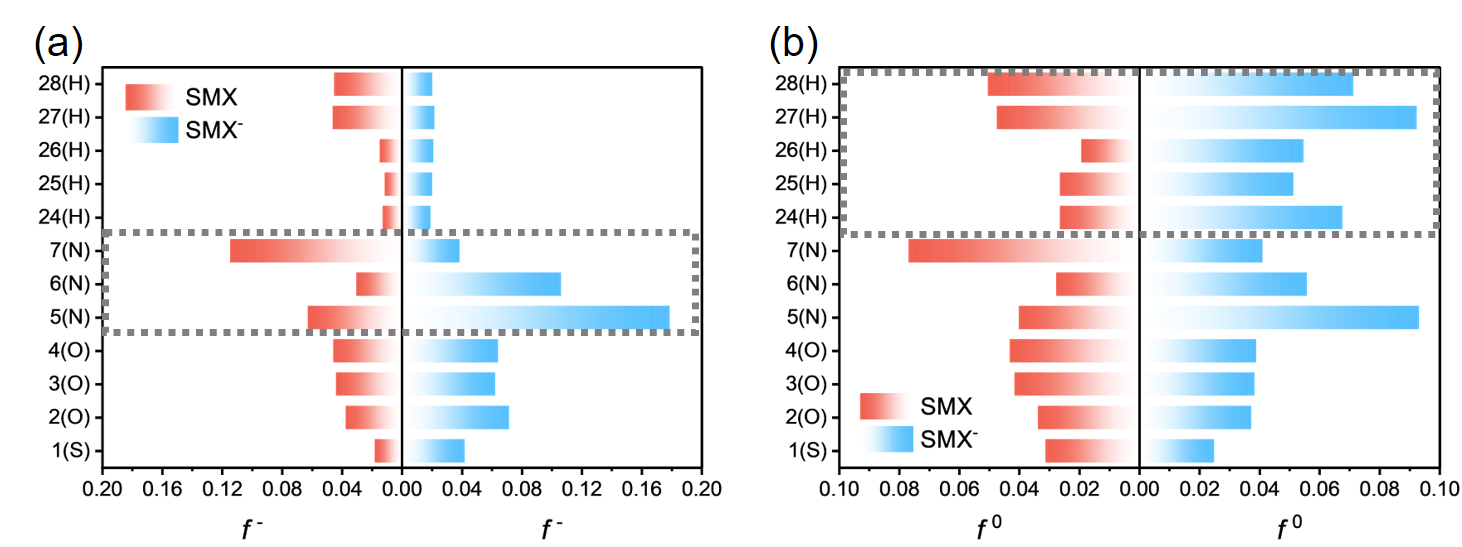 (a)
28(H)
27(H)
26(H)
25(H)
24(H)
7(N)
6(N)
5(N)
4(O)
3(O)
2(O)
1(S)
SMX
SMX⁻
0.20 0.16 0.12 0.08 0.04 0.00 0.04 0.08 0.12 0.16 0.20
f⁻ f⁻
(b)
28(H)
27(H)
26(H)
25(H)
24(H)
7(N)
6(N)
5(N)
4(O)
3(O)
2(O)
1(S)
SMX
SMX⁻
0.10 0.08 0.06 0.04 0.02 0.00 0.02 0.04 0.06 0.08 0.10
f⁰ f⁰